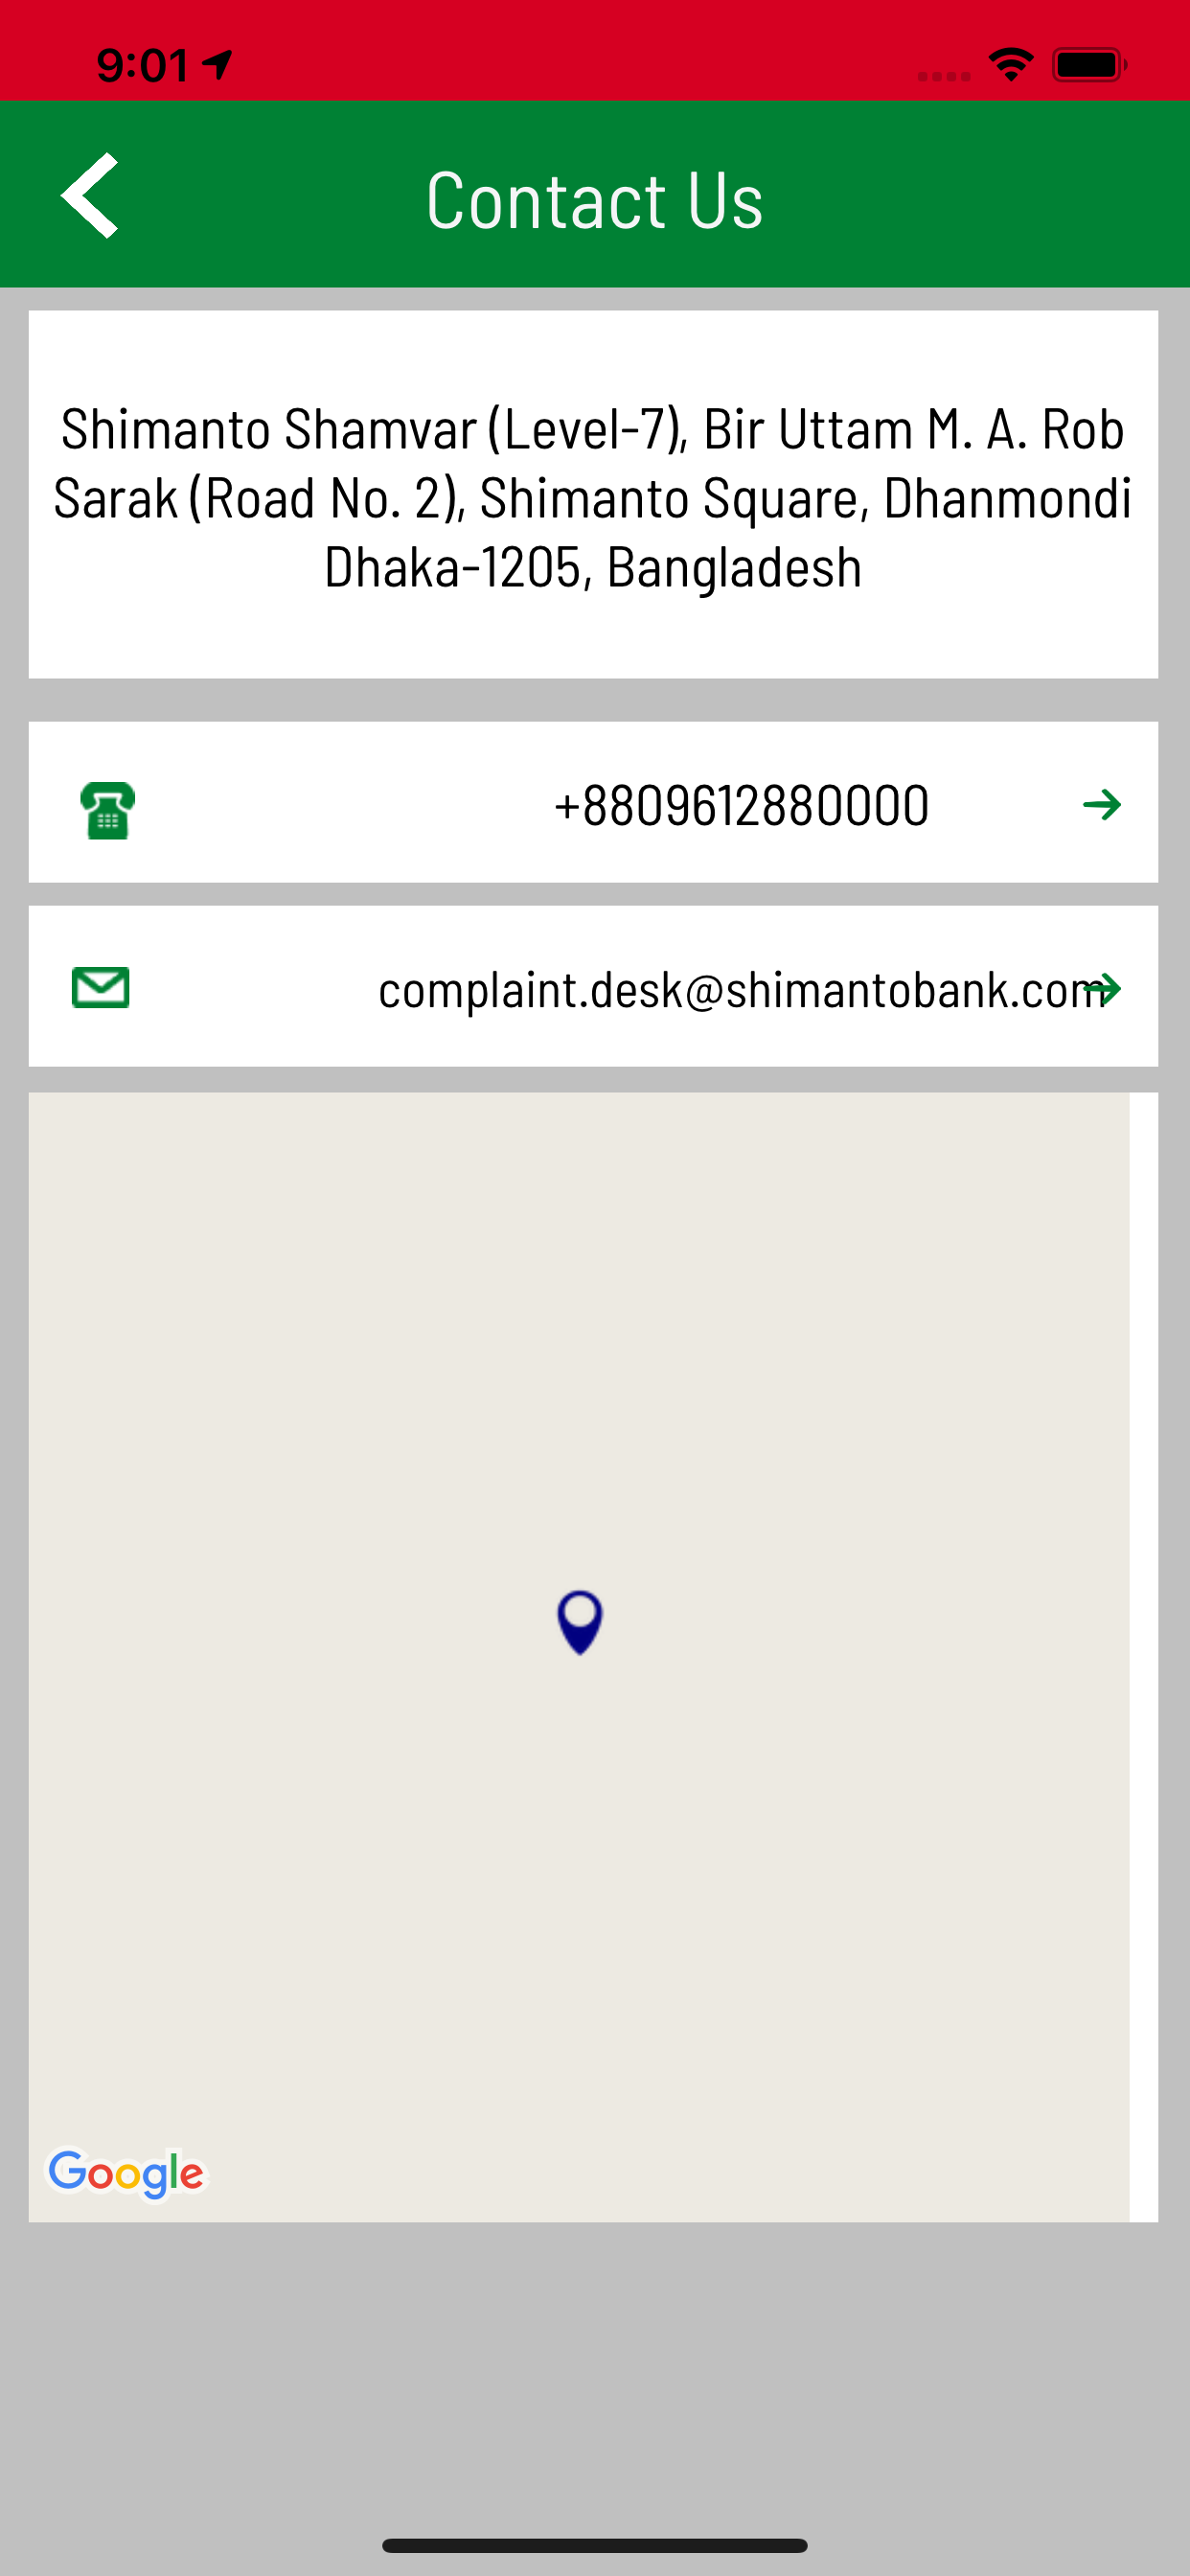 9:01
Contact Us
Shimanto Shamvar (Level-7), Bir Uttam M. A. Rob
Sarak (Road No. 2), Shimanto Square, Dhanmondi
Dhaka-1205, Bangladesh
+8809612880000
complaint.desk@shimantobank.com
Google